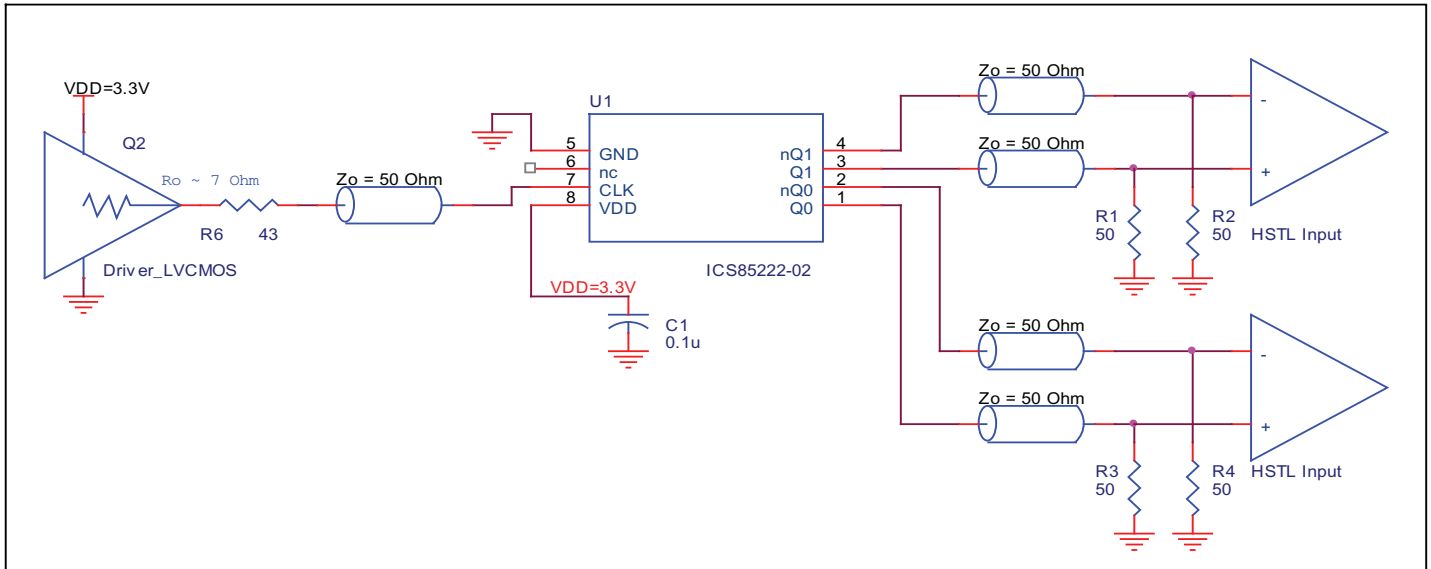 VDD=3.3V
Q2
Ro ~ 7 Ohm
R6 43
Driver_LVCMOS
Zo = 50 Ohm
U1
5 GND
6 nc
7 CLK
8 VDD
nQ1 4
Q1 3
nQ0 2
Q0 1
ICS85222-02
VDD=3.3V
C1
0.1u
Zo = 50 Ohm
Zo = 50 Ohm
-
+
R1
50
R2
50
HSTL Input
Zo = 50 Ohm
Zo = 50 Ohm
-
+
R3
50
R4
50
HSTL Input